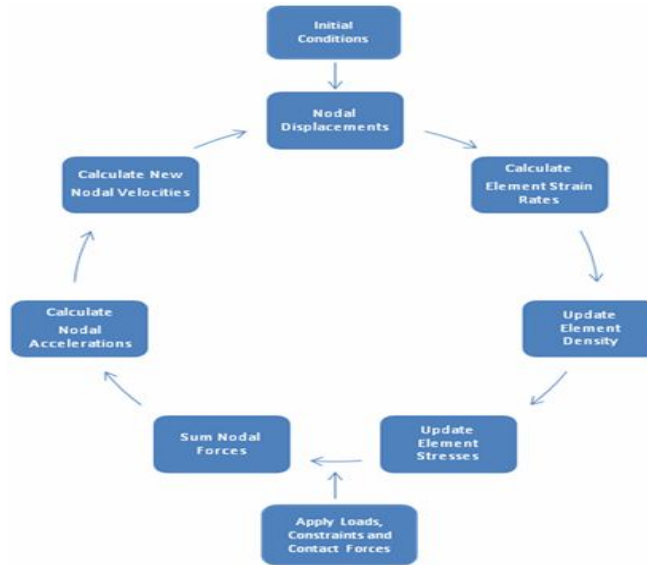 Initial
Conditions
Nodal
Displacements
Calculate
Element Strain
Rates
Update
Element
Density
Update
Element
Stresses
Apply Loads,
Constraints and
Contact Forces
Sum Nodal
Forces
Calculate
Nodal
Accelerations
Calculate New
Nodal Velocities